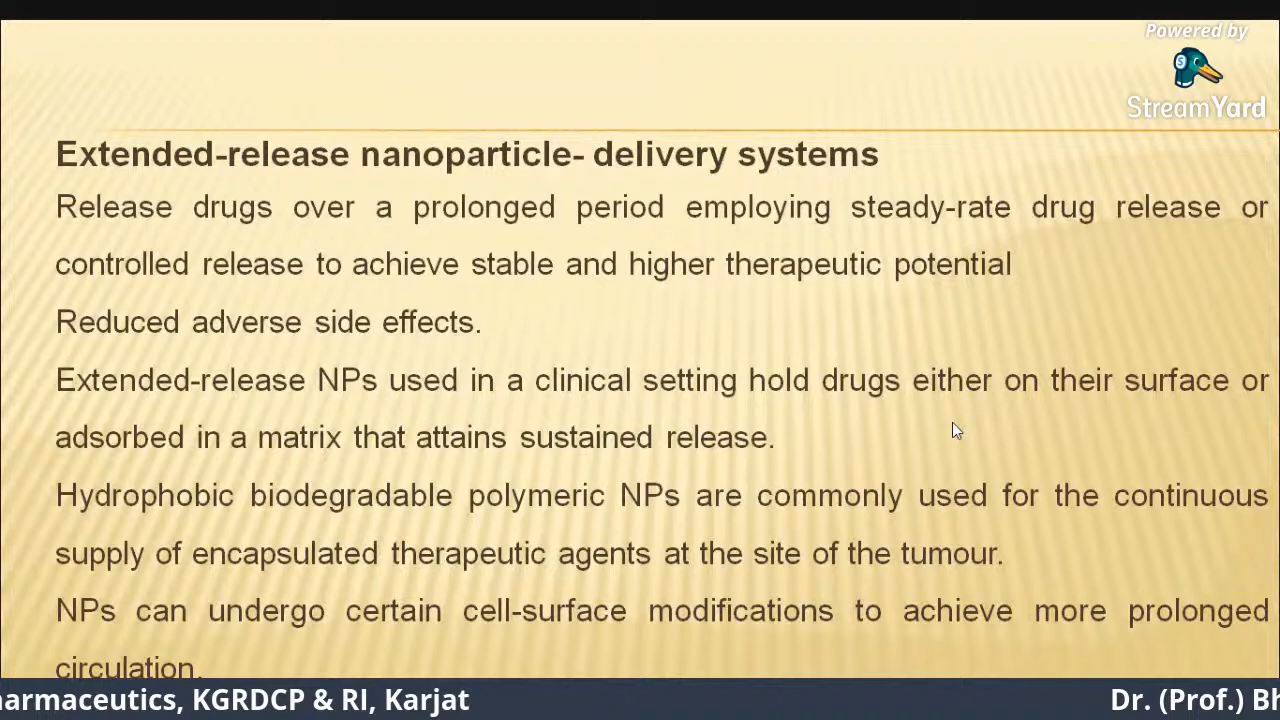 Powered by
StreamYard
Extended-release nanoparticle- delivery systems
Release drugs over a prolonged period employing steady-rate drug release or
controlled release to achieve stable and higher therapeutic potential
Reduced adverse side effects.
Extended-release NPs used in a clinical setting hold drugs either on their surface or
adsorbed in a matrix that attains sustained release.
Hydrophobic biodegradable polymeric NPs are commonly used for the continuous
supply of encapsulated therapeutic agents at the site of the tumour.
NPs can undergo certain cell-surface modifications to achieve more prolonged
circulation.
KGRDCP & RI, Karjat
Dr. (Prof.)